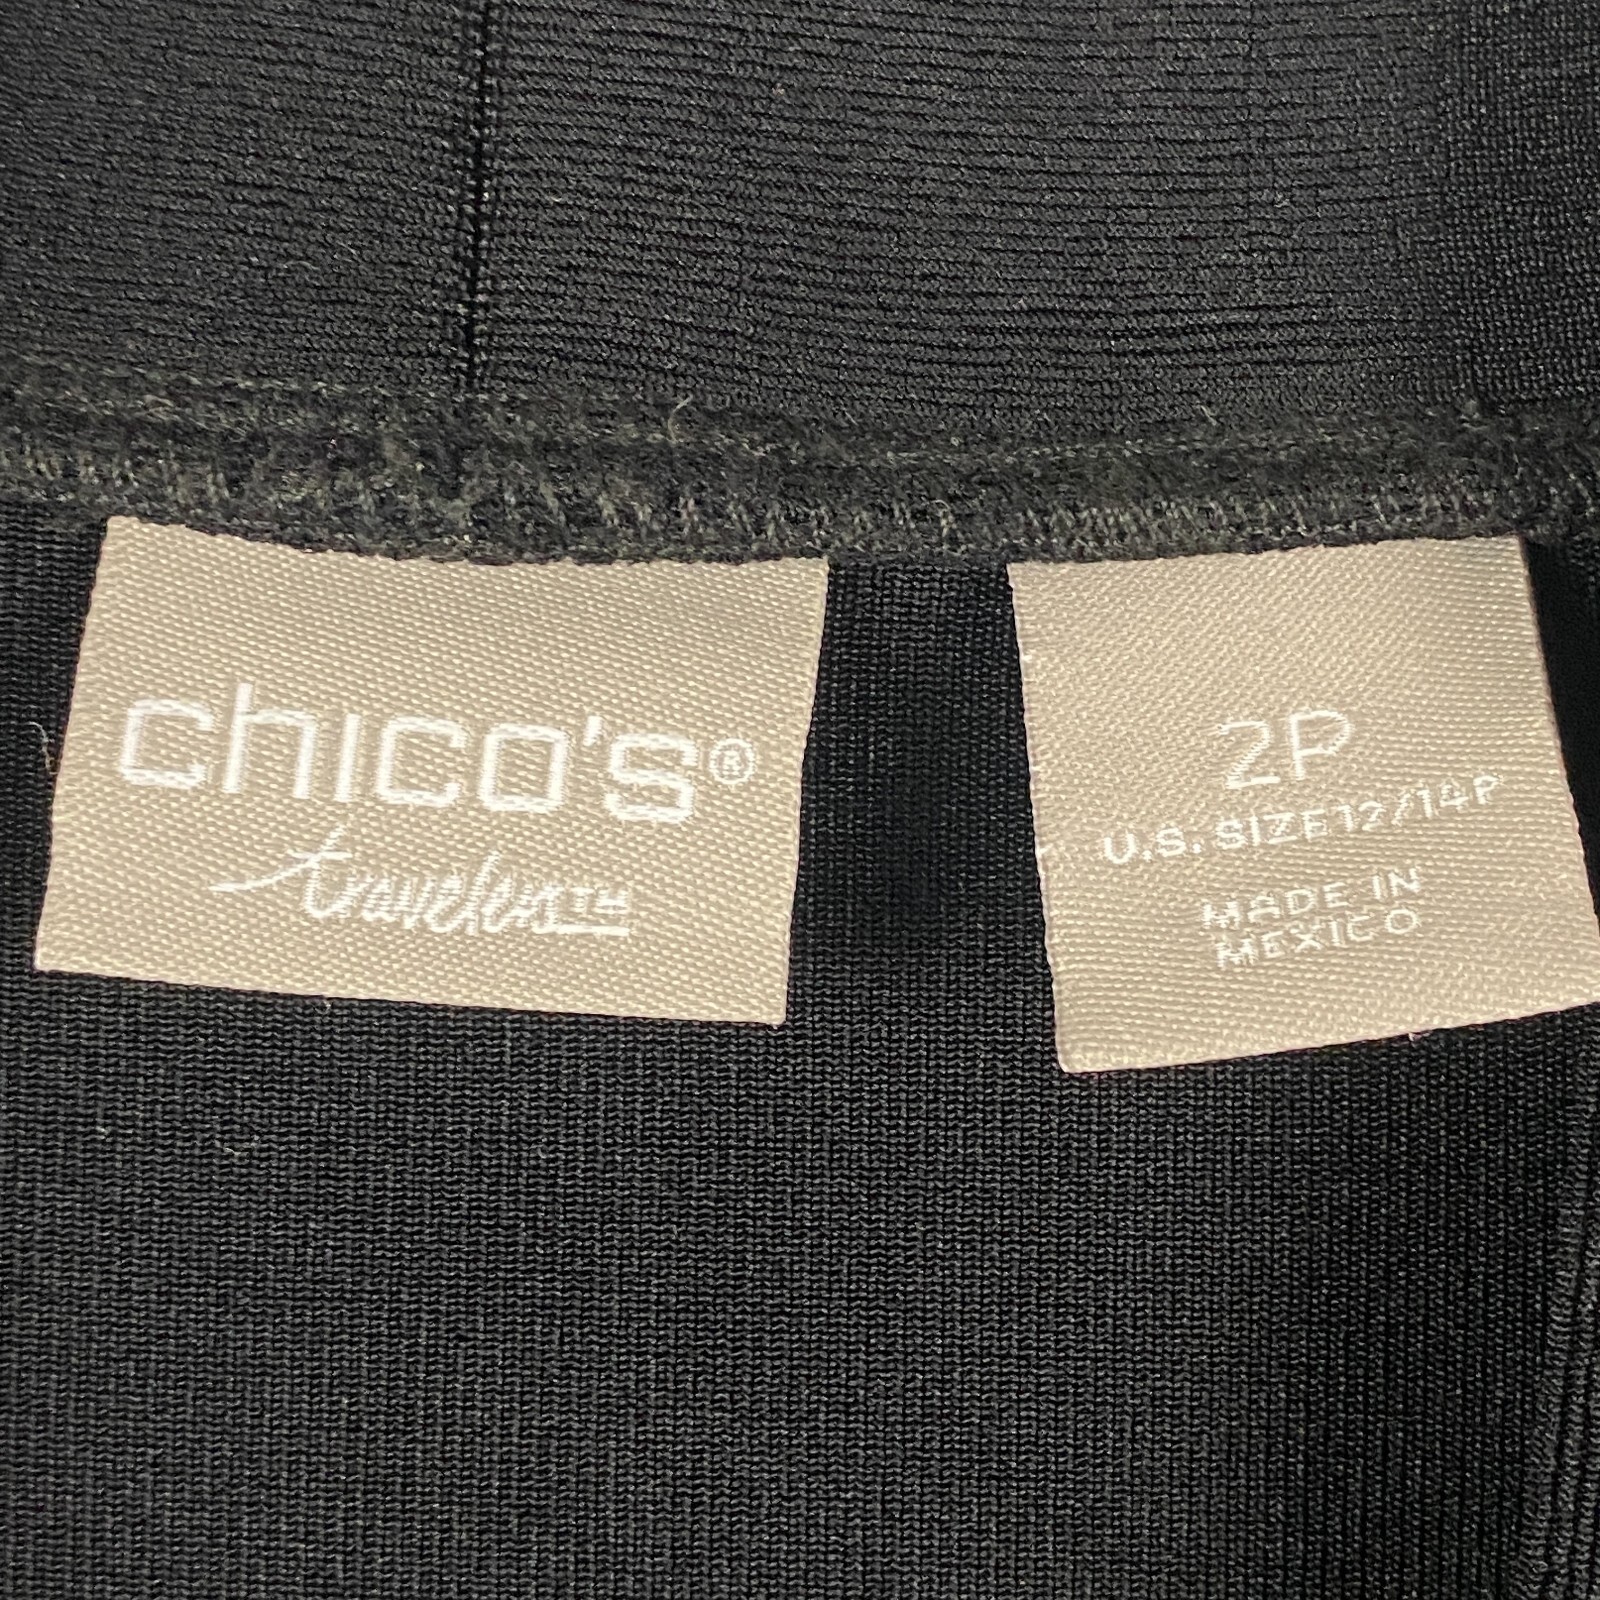 chico's®
travelers™
2P
U.S. SIZE 12/14P
MADE IN
MEXICO